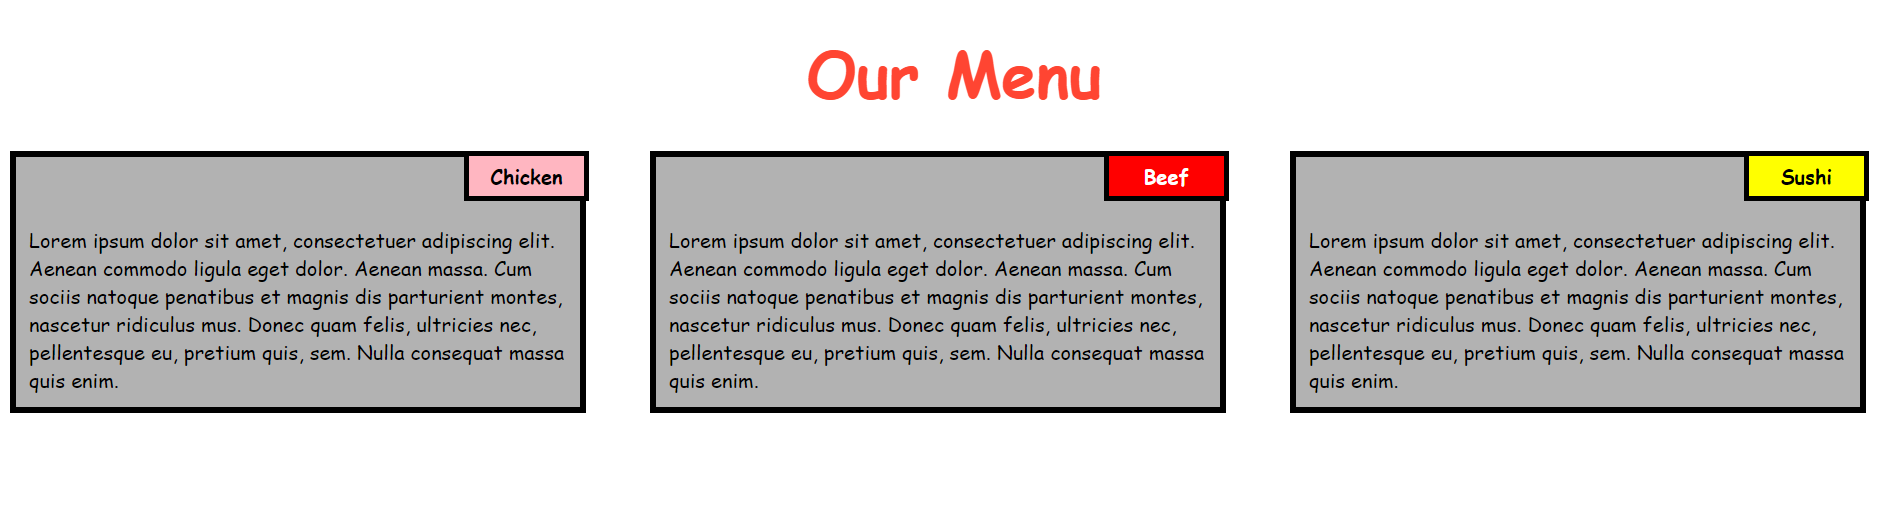 Our Menu
Chicken
Lorem ipsum dolor sit amet, consectetuer adipiscing elit.
Aenean commodo ligula eget dolor. Aenean massa. Cum
sociis natoque penatibus et magnis dis parturient montes,
nascetur ridiculus mus. Donec quam felis, ultricies nec,
pellentesque eu, pretium quis, sem. Nulla consequat massa
quis enim.
Beef
Lorem ipsum dolor sit amet, consectetuer adipiscing elit.
Aenean commodo ligula eget dolor. Aenean massa. Cum
sociis natoque penatibus et magnis dis parturient montes,
nascetur ridiculus mus. Donec quam felis, ultricies nec,
pellentesque eu, pretium quis, sem. Nulla consequat massa
quis enim.
Sushi
Lorem ipsum dolor sit amet, consectetuer adipiscing elit.
Aenean commodo ligula eget dolor. Aenean massa. Cum
sociis natoque penatibus et magnis dis parturient montes,
nascetur ridiculus mus. Donec quam felis, ultricies nec,
pellentesque eu, pretium quis, sem. Nulla consequat massa
quis enim.